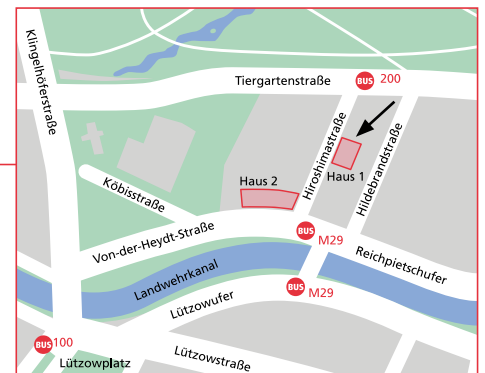 Klingelhöferstraße
Tiergartenstraße
BUS 200
Hiroshimastraße
Hildebrandstraße
Haus 1
Haus 2
Köbisstraße
Von-der-Heydt-Straße
BUS M29
Reichpietschufer
Landwehrkanal
BUS M29
Lützowufer
BUS 100
Lützowplatz
Lützowstraße